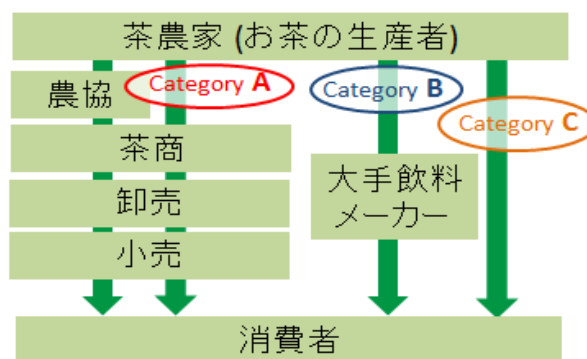 茶農家 (お茶の生産者)
農協
Category A
Category B
Category C
茶商
大手飲料
メーカー
卸売
小売
消費者